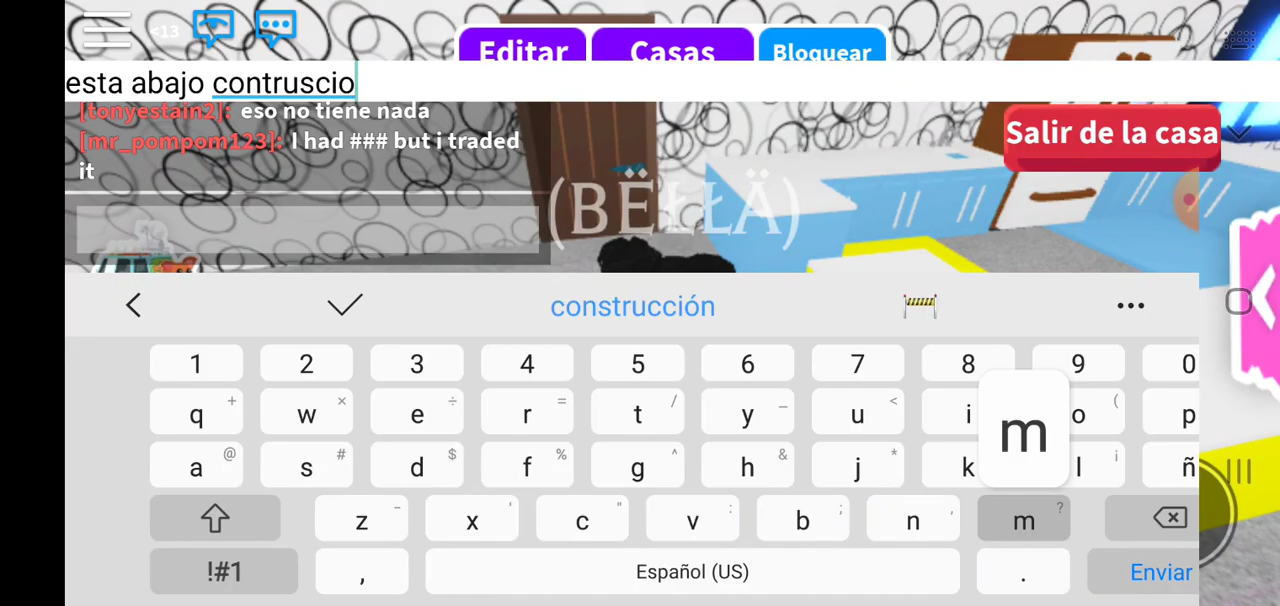 <13
Editar
Casas
Bloquear
esta abajo contruscio
[tonyestain2]: eso no tiene nada
[mr_pompom123]: I had ### but i traded
it
Salir de la casa
(BËŁŁÄ)
construcción
1 2 3 4 5 6 7 8 9 0
q + w × e ÷ r = t / y _ u < i o ( p
m
a @ s # d $ f % g ^ h & j * k l ¡ ñ
z - x ' c " v : b ; n , m ?
!#1 , Español (US) . Enviar